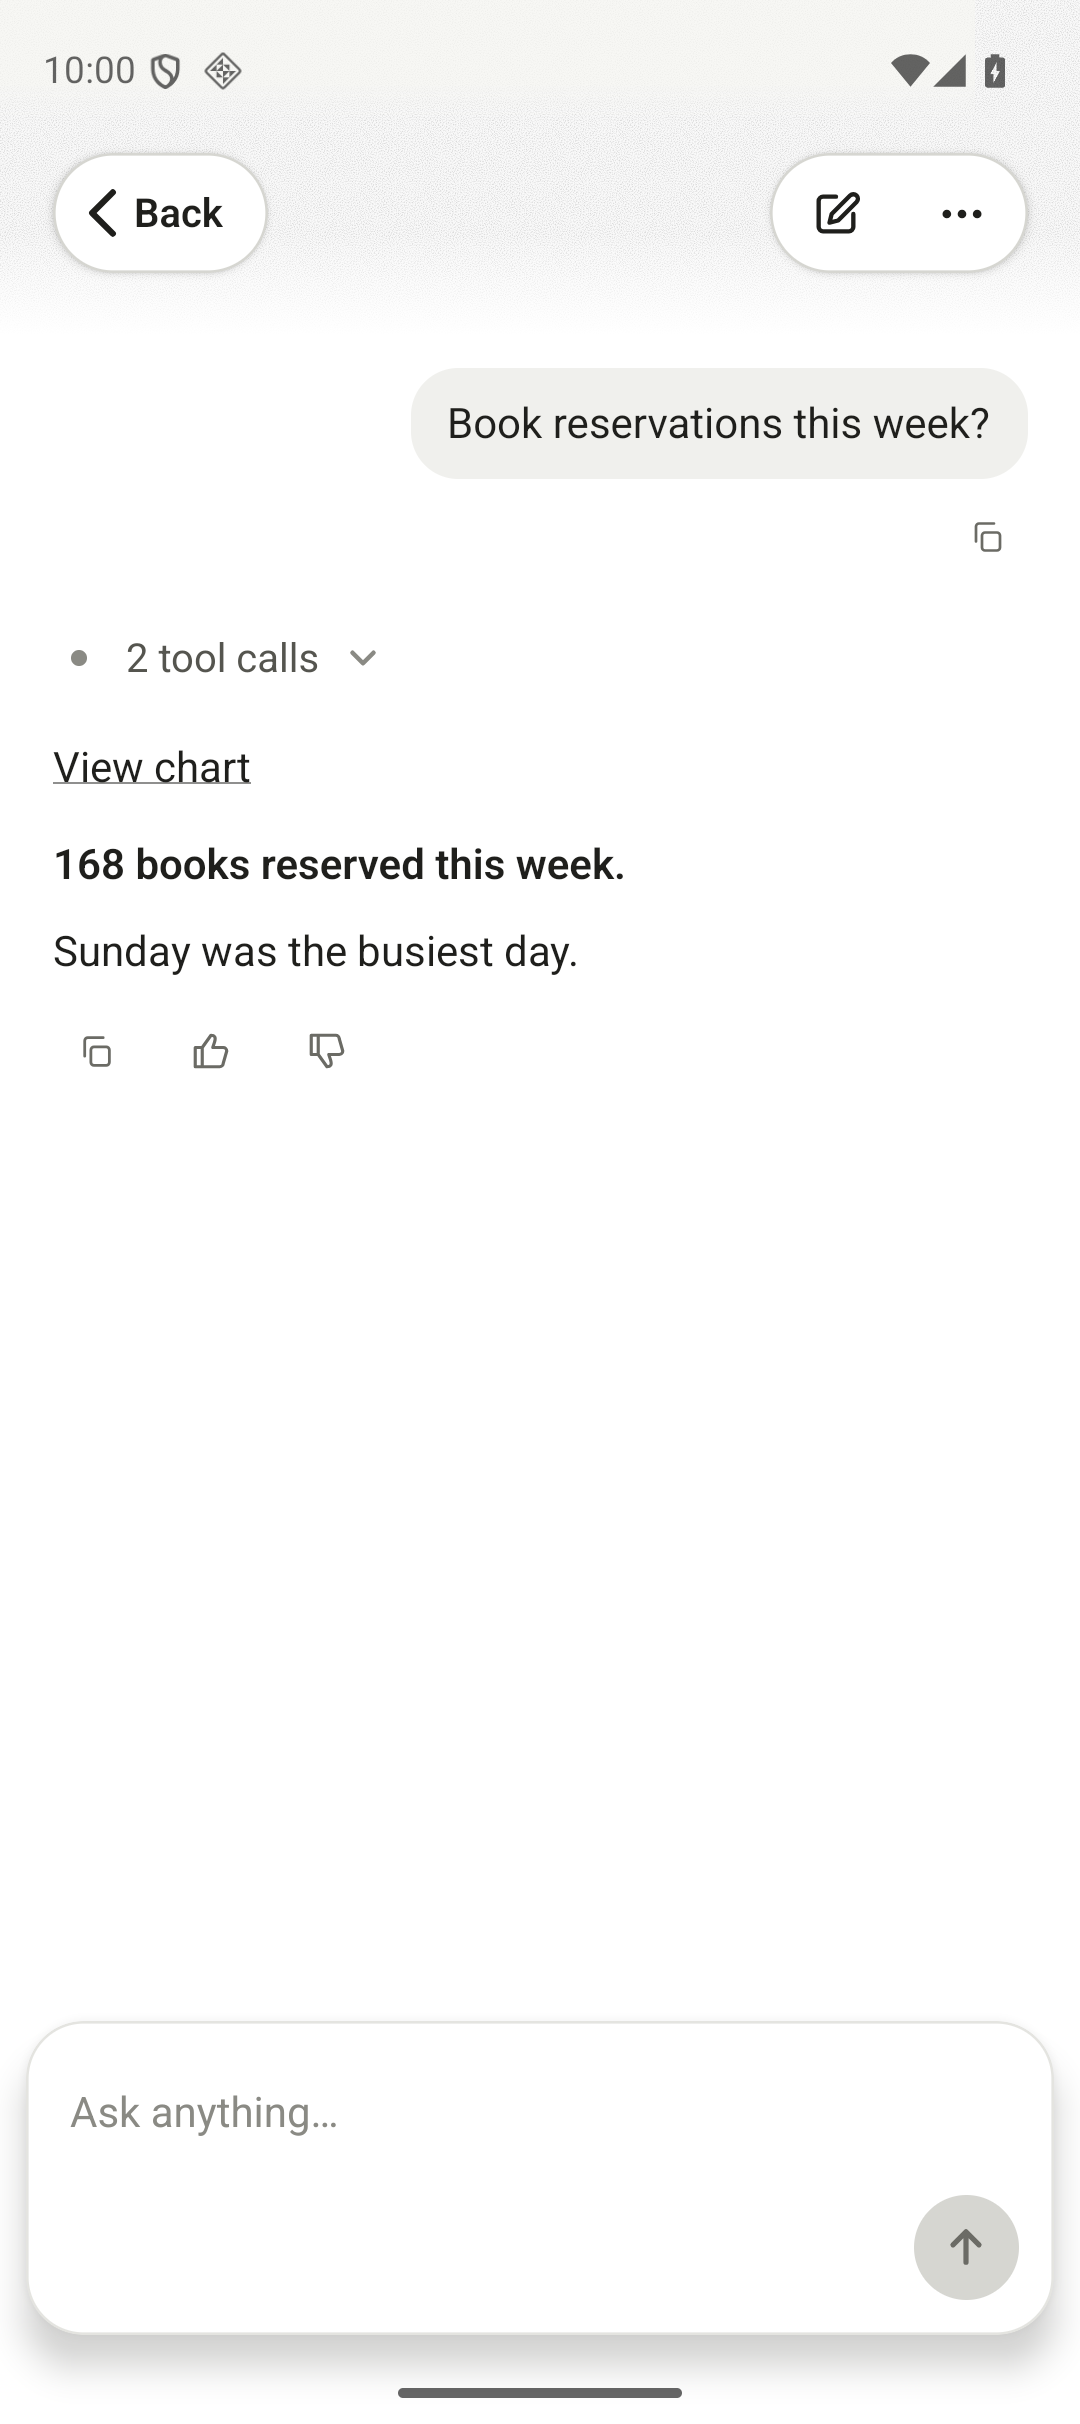 10:00
Back
Book reservations this week?
2 tool calls
View chart
168 books reserved this week.
Sunday was the busiest day.
Ask anything…